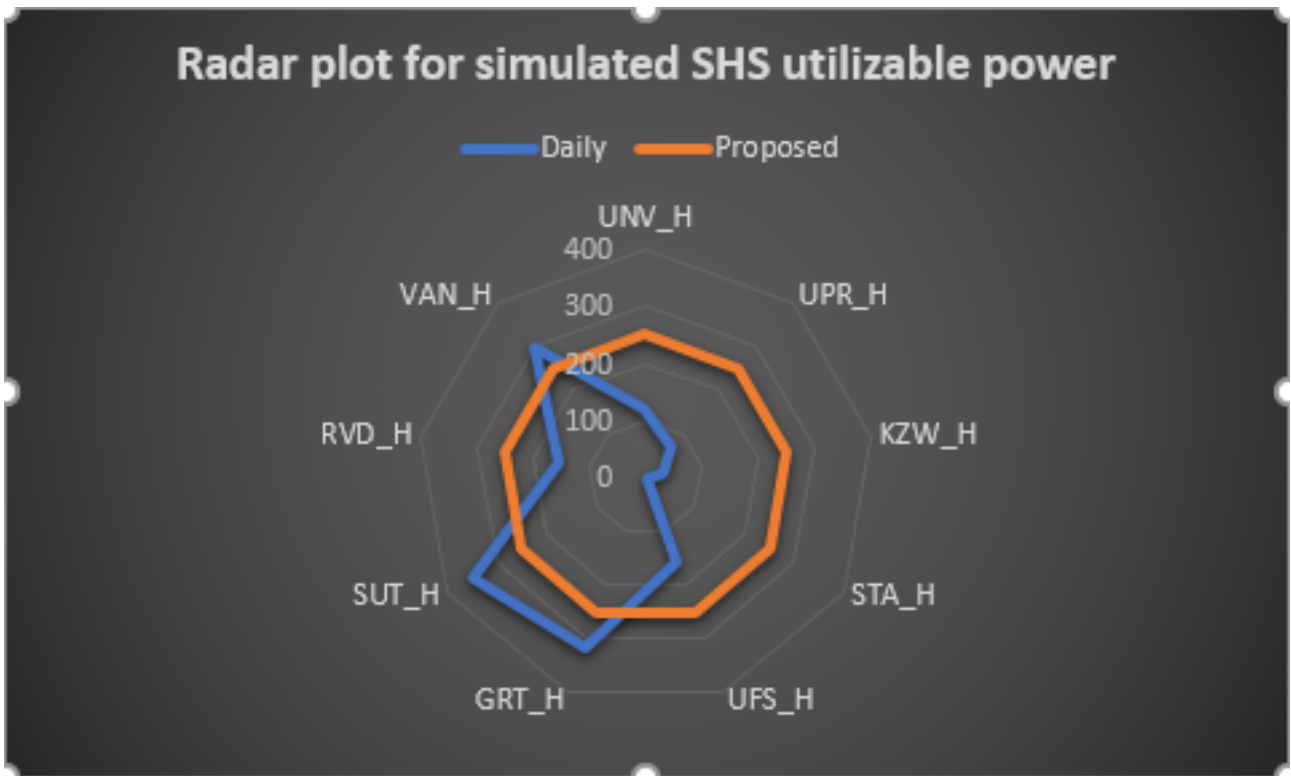 Radar plot for simulated SHS utilizable power
Daily Proposed
UNV_H
400
VAN_H UPR_H
300
200
100
RVD_H KZW_H
0
SUT_H STA_H
GRT_H UFS_H